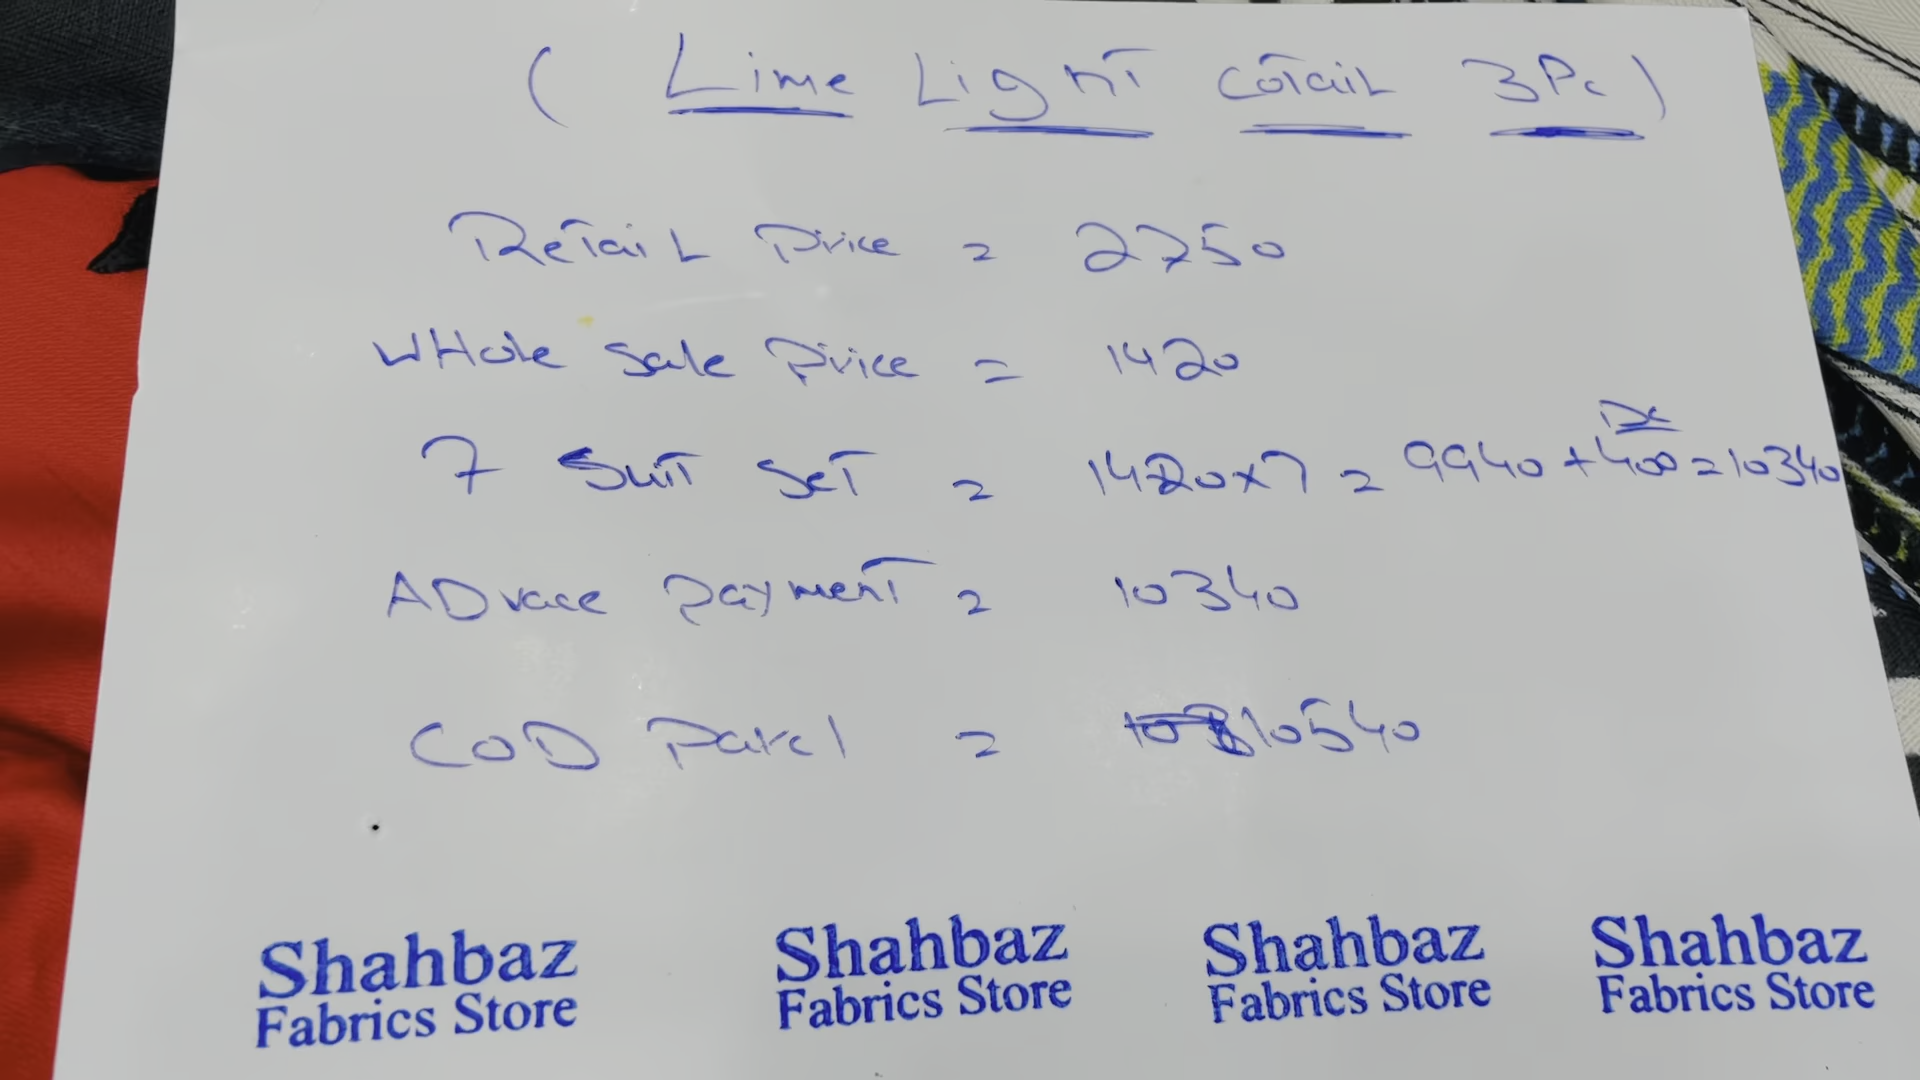 ( Lime Light CoTail 3Pc )
Retail Price = 2750
WHole Sale Price = 1420
DC
7 Suit Set = 1420x7 = 9940 + 400 = 10340
ADvace Payment = 10340
COD Parcl = 10540
Shahbaz Shahbaz Shahbaz Shahbaz
Fabrics Store Fabrics Store Fabrics Store Fabrics Store